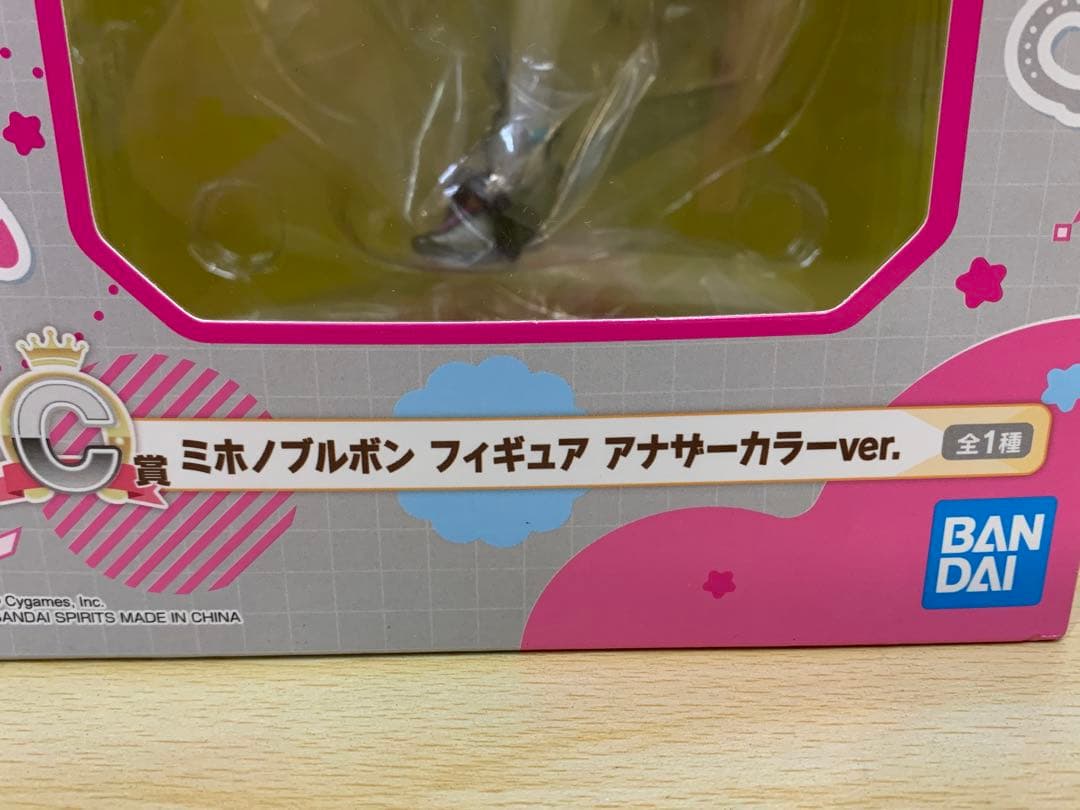 C賞 ミホノブルボン フィギュア アナザーカラーver. 全1種
BAN
DAI
Cygames, Inc.
BANDAI SPIRITS MADE IN CHINA